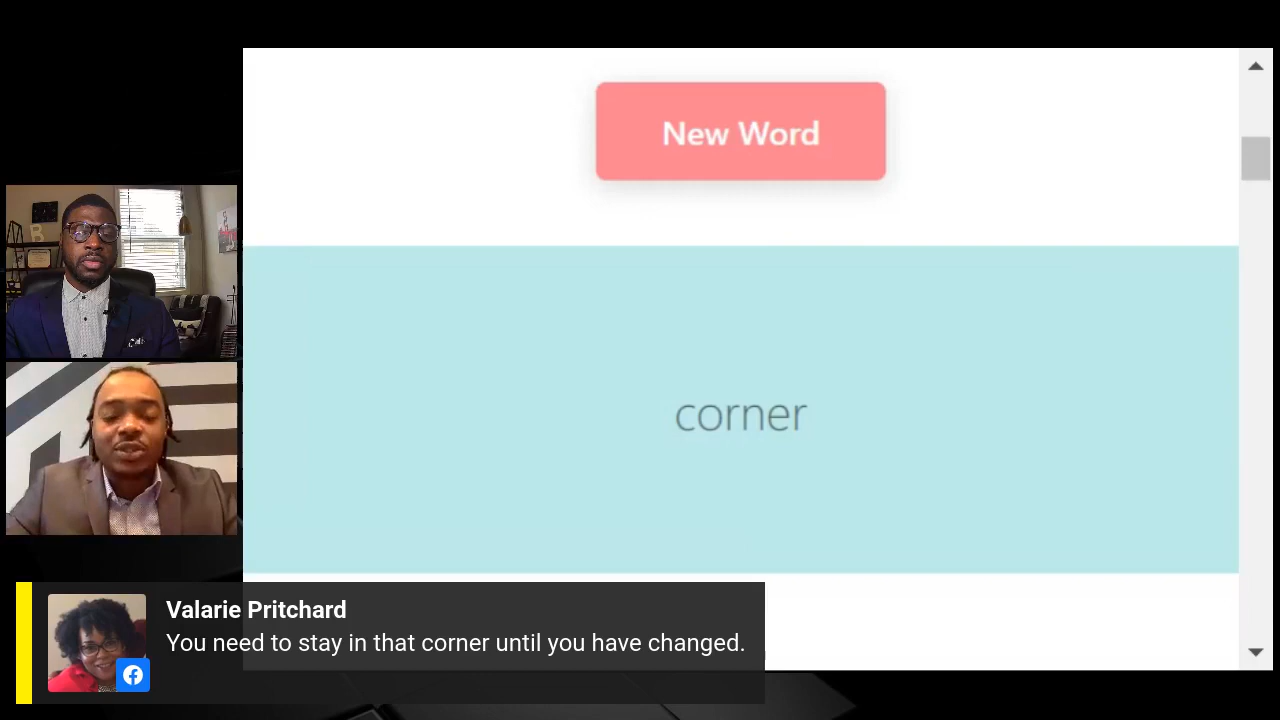 New Word
corner
Valarie Pritchard
You need to stay in that corner until you have changed.